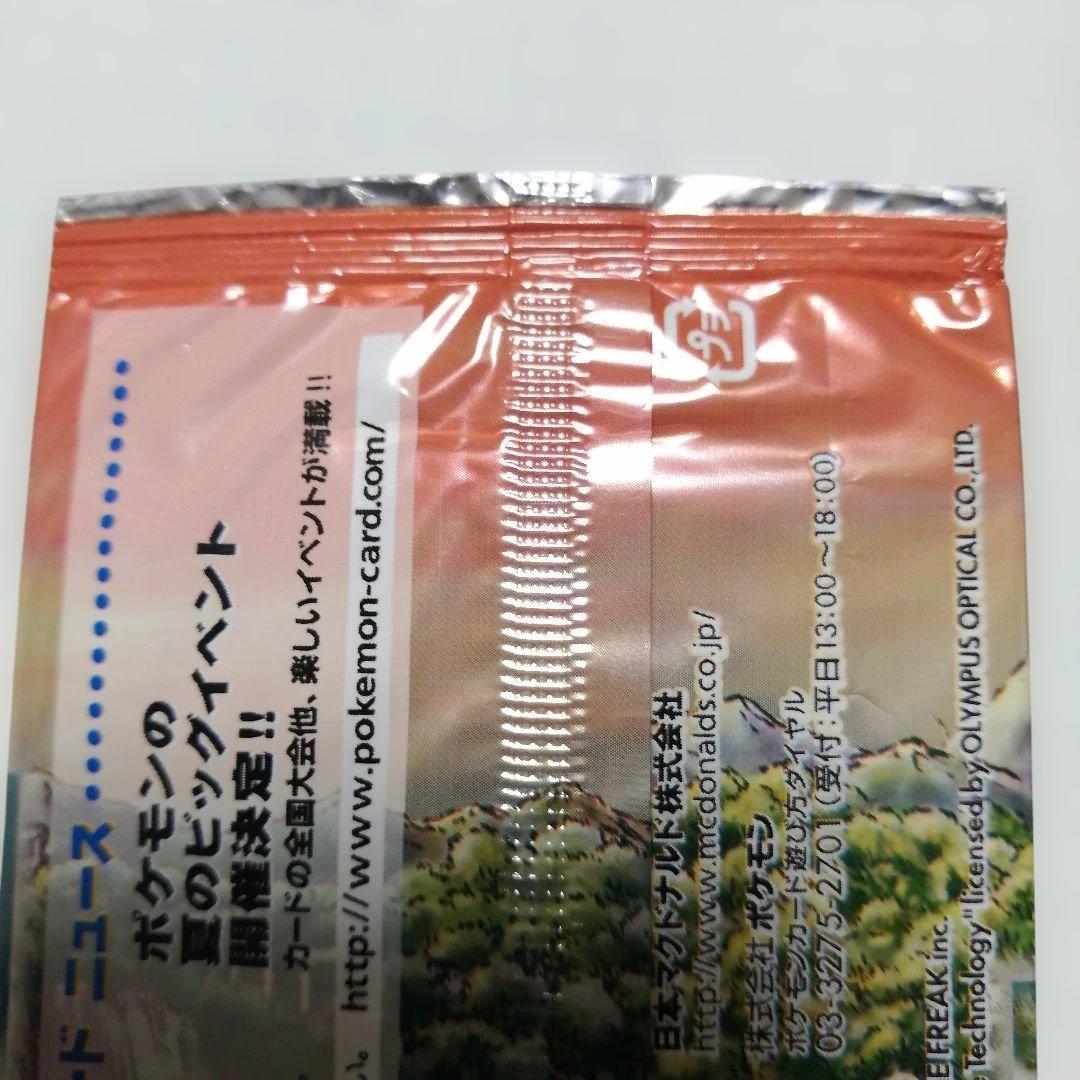 ード ニュース
ポケモンの
夏のビッグイベント
開催決定!!
カードの全国大会他、楽しいイベントが満載!!
http://www.pokemon-card.com/
い。
プラ
日本マクドナルド株式会社
http://www.mcdonalds.co.jp/
株式会社 ポケモン
ポケモンカード遊び方ダイヤル
03-3275-2701(受付:平日13:00〜18:00)
FREAK inc.
Technology"licensed by OLYMPUS OPTICAL CO.,LTD.